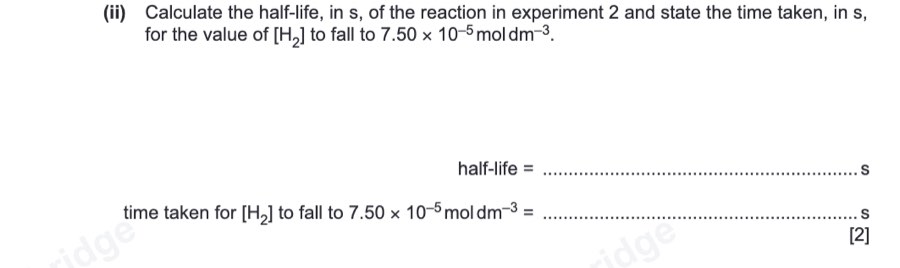 (ii) Calculate the half-life, in s, of the reaction in experiment 2 and state the time taken, in s,
for the value of [H₂] to fall to 7.50 × 10⁻⁵ mol dm⁻³.
half-life = ............................................................... s
time taken for [H₂] to fall to 7.50 × 10⁻⁵ mol dm⁻³ = ............................................................... s
[2]
ridge
ridge